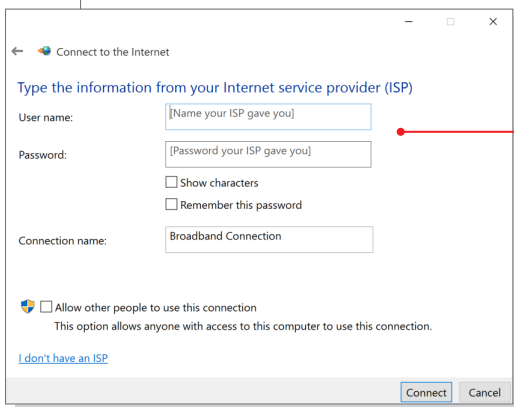 Connect to the Internet
Type the information from your Internet service provider (ISP)
User name:
[Name your ISP gave you]
Password:
[Password your ISP gave you]
Show characters
Remember this password
Connection name:
Broadband Connection
Allow other people to use this connection
This option allows anyone with access to this computer to use this connection.
I don't have an ISP
Connect
Cancel